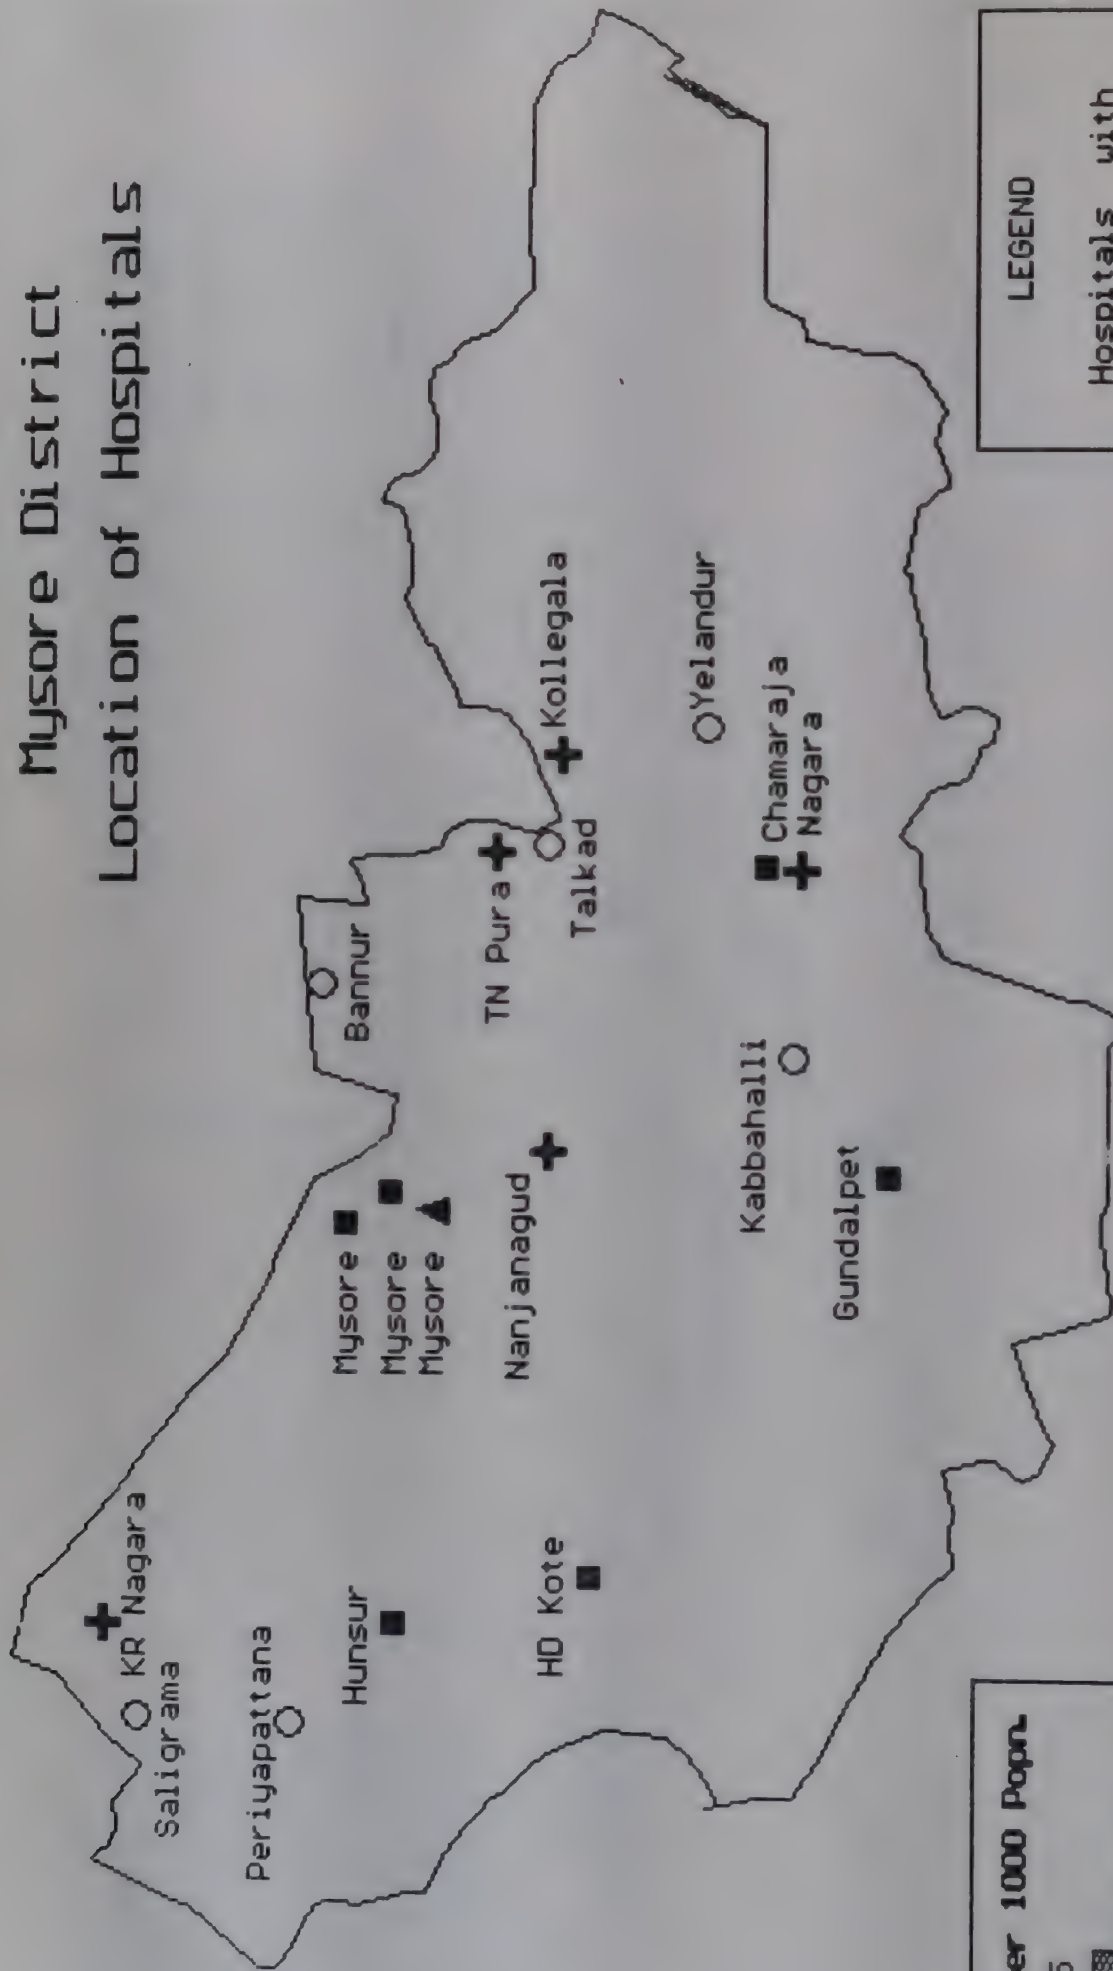 Mysore District
Location of Hospitals
KR Nagara
Saligrama
Periyapattana
Hunsur
HD Kote
Mysore
Mysore
Mysore
Bannur
TN Pura
Talkad
Kollegala
Nanjanagud
Yelandur
Chamaraja
Nagara
Kabbahalli
Gundalpet
LEGEND
Hospitals with
1000 Popn.